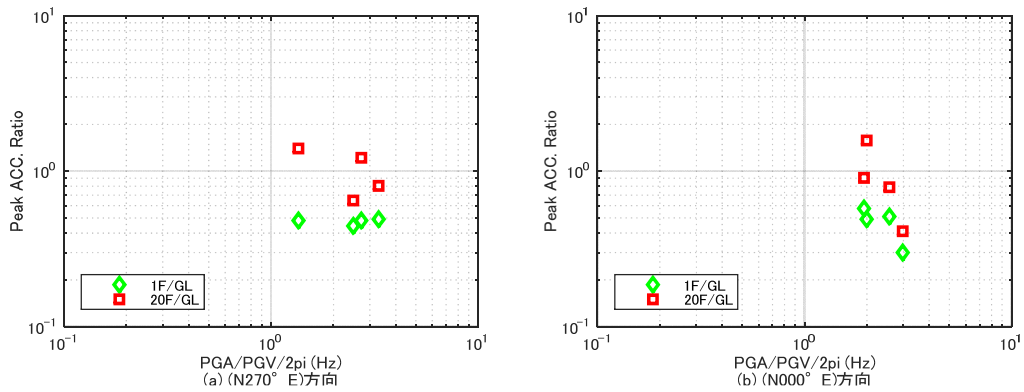 10^1
10^0
10^-1
Peak ACC. Ratio
1F/GL
20F/GL
10^-1
10^0
10^1
PGA/PGV/2pi(Hz)
(a)(N270°E)方向
10^1
10^0
10^-1
Peak ACC. Ratio
1F/GL
20F/GL
10^-1
10^0
10^1
PGA/PGV/2pi(Hz)
(b)(N000°E)方向